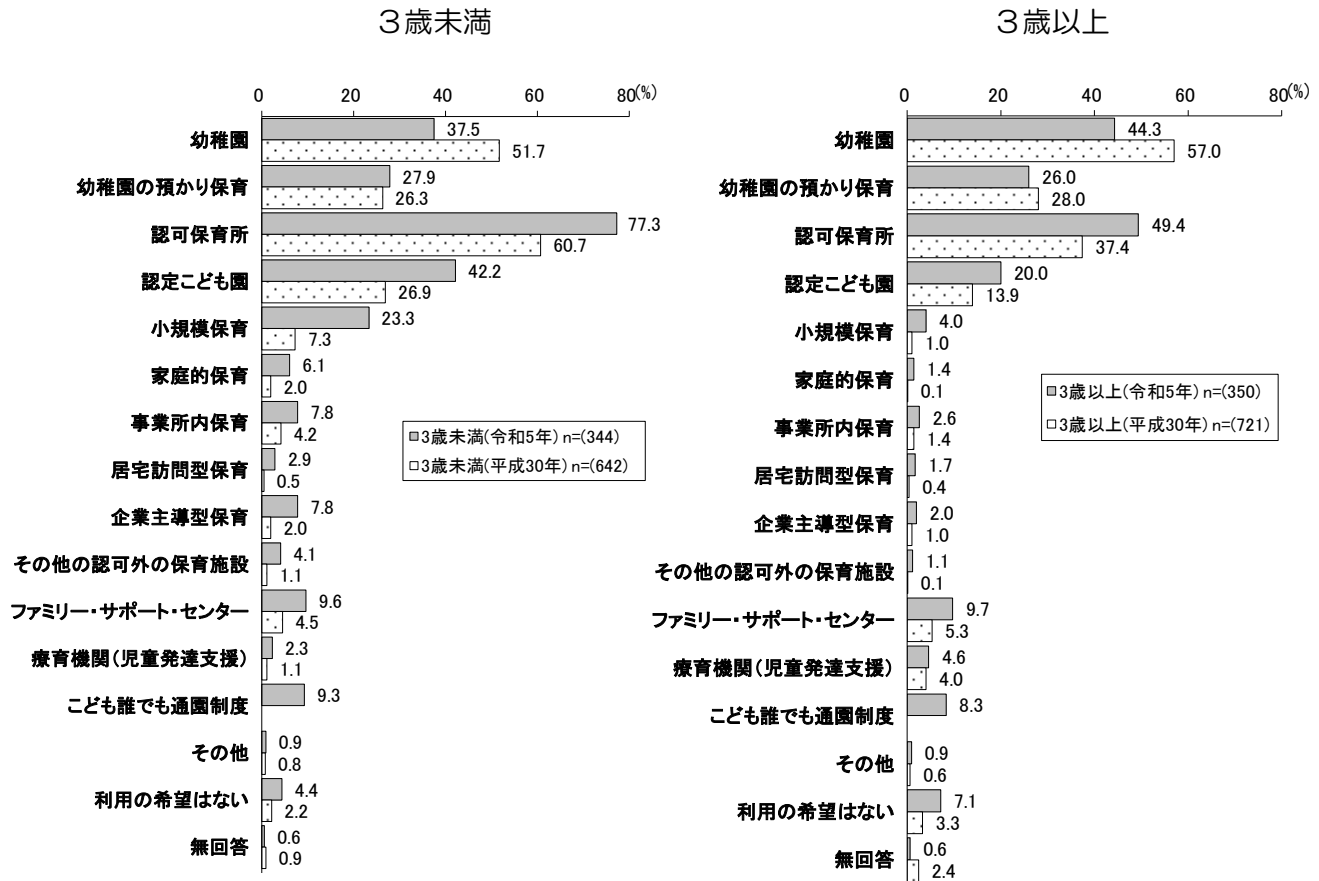 ３歳未満
0 20 40 60 80(%)
幼稚園 37.5
51.7
幼稚園の預かり保育 27.9
26.3
認可保育所 77.3
60.7
認定こども園 42.2
26.9
小規模保育 23.3
7.3
家庭的保育 6.1
2.0
事業所内保育 7.8
4.2
居宅訪問型保育 2.9
0.5
企業主導型保育 7.8
2.0
その他の認可外の保育施設 4.1
1.1
ファミリー・サポート・センター 9.6
4.5
療育機関(児童発達支援) 2.3
1.1
こども誰でも通園制度 9.3
その他 0.9
0.8
利用の希望はない 4.4
2.2
無回答 0.6
0.9
3歳未満(令和5年) n=(344)
3歳未満(平成30年) n=(642)
３歳以上
0 20 40 60 80(%)
幼稚園 44.3
57.0
幼稚園の預かり保育 26.0
28.0
認可保育所 49.4
37.4
認定こども園 20.0
13.9
小規模保育 4.0
1.0
家庭的保育 1.4
0.1
事業所内保育 2.6
1.4
居宅訪問型保育 1.7
0.4
企業主導型保育 2.0
1.0
その他の認可外の保育施設 1.1
0.1
ファミリー・サポート・センター 9.7
5.3
療育機関(児童発達支援) 4.6
4.0
こども誰でも通園制度 8.3
その他 0.9
0.6
利用の希望はない 7.1
3.3
無回答 0.6
2.4
3歳以上(令和5年) n=(350)
3歳以上(平成30年) n=(721)